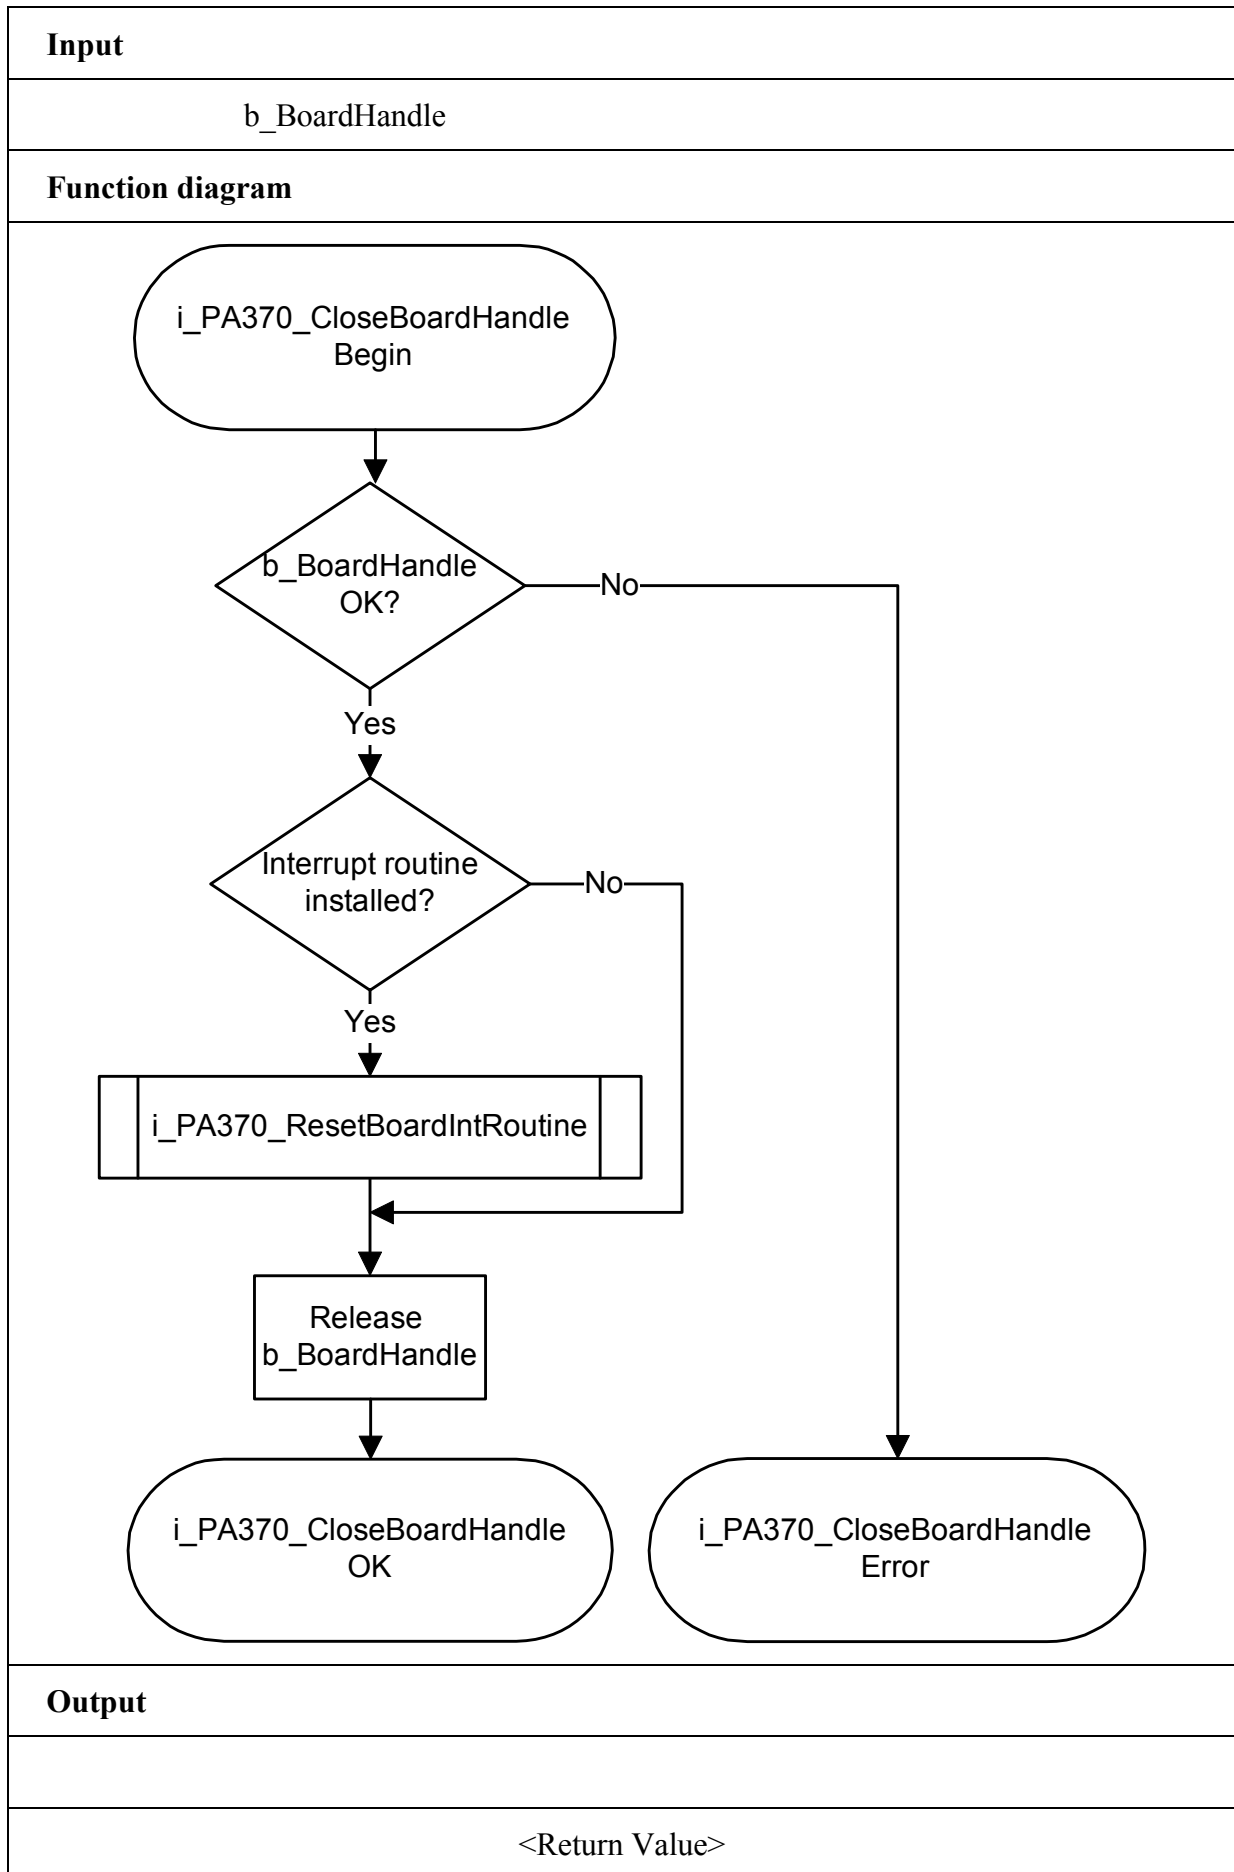 Input
b_BoardHandle
Function diagram
i_PA370_CloseBoardHandle
Begin
b_BoardHandle
OK?
No
Yes
Interrupt routine
installed?
No
Yes
i_PA370_ResetBoardIntRoutine
Release
b_BoardHandle
i_PA370_CloseBoardHandle
OK
i_PA370_CloseBoardHandle
Error
Output
<Return Value>